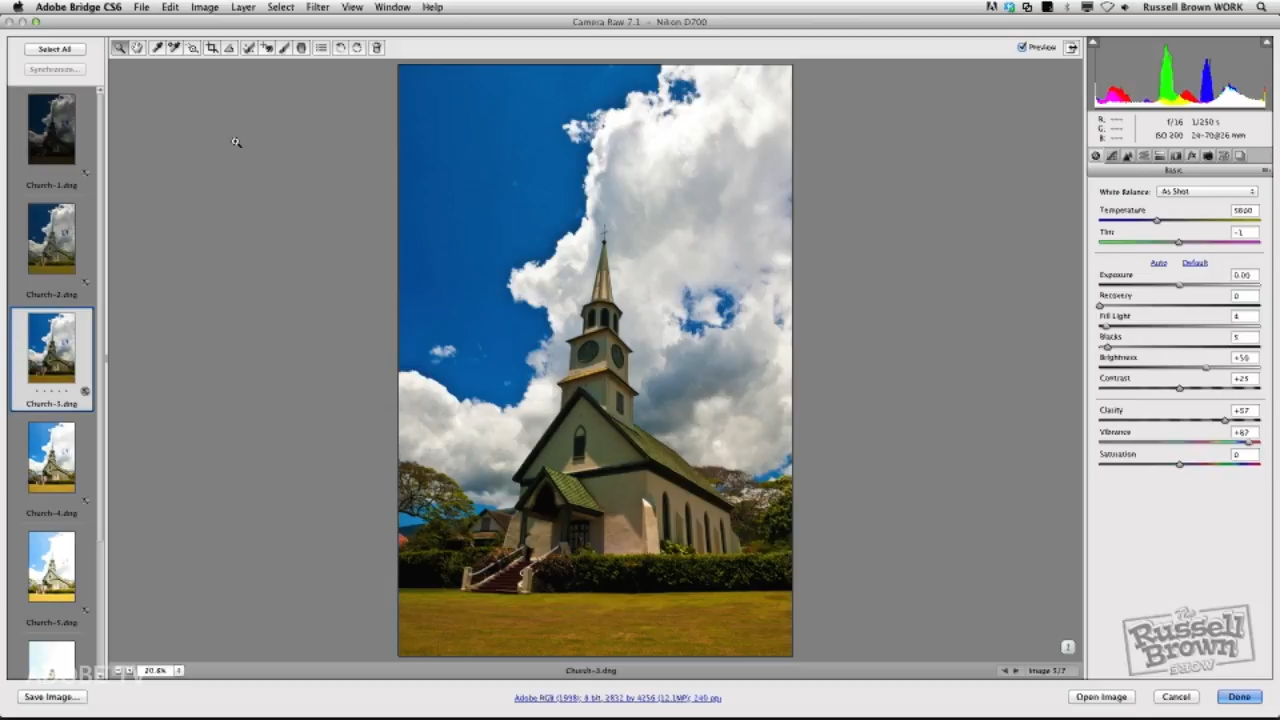 Adobe Bridge CS6 File Edit Image Layer Select Filter View Window Help Russell Brown WORK
Camera Raw 7.1 - Nikon D700
Select All
Synchronize...
Preview
R: ---
G: ---
B: ---
f/16 1/250 s
ISO 200 24-70@26 mm
Basic
White Balance: As Shot
Temperature
Tint -1
Auto Default
Exposure 0.00
Recovery 0
Fill Light 4
Blacks 5
Brightness +50
Contrast +25
Clarity +57
Vibrance
Saturation 0
Church-1.dng
Church-2.dng
Church-3.dng
Church-4.dng
Church-5.dng
The
Russell
Brown
SHOW
ADOBE TV
20.8%
Church-3.dng
Image 3/7
Save Image...
Adobe RGB (1998); 8 bit; 2832 by 4256 (12.1MP); 240 ppi
Open Image Cancel Done